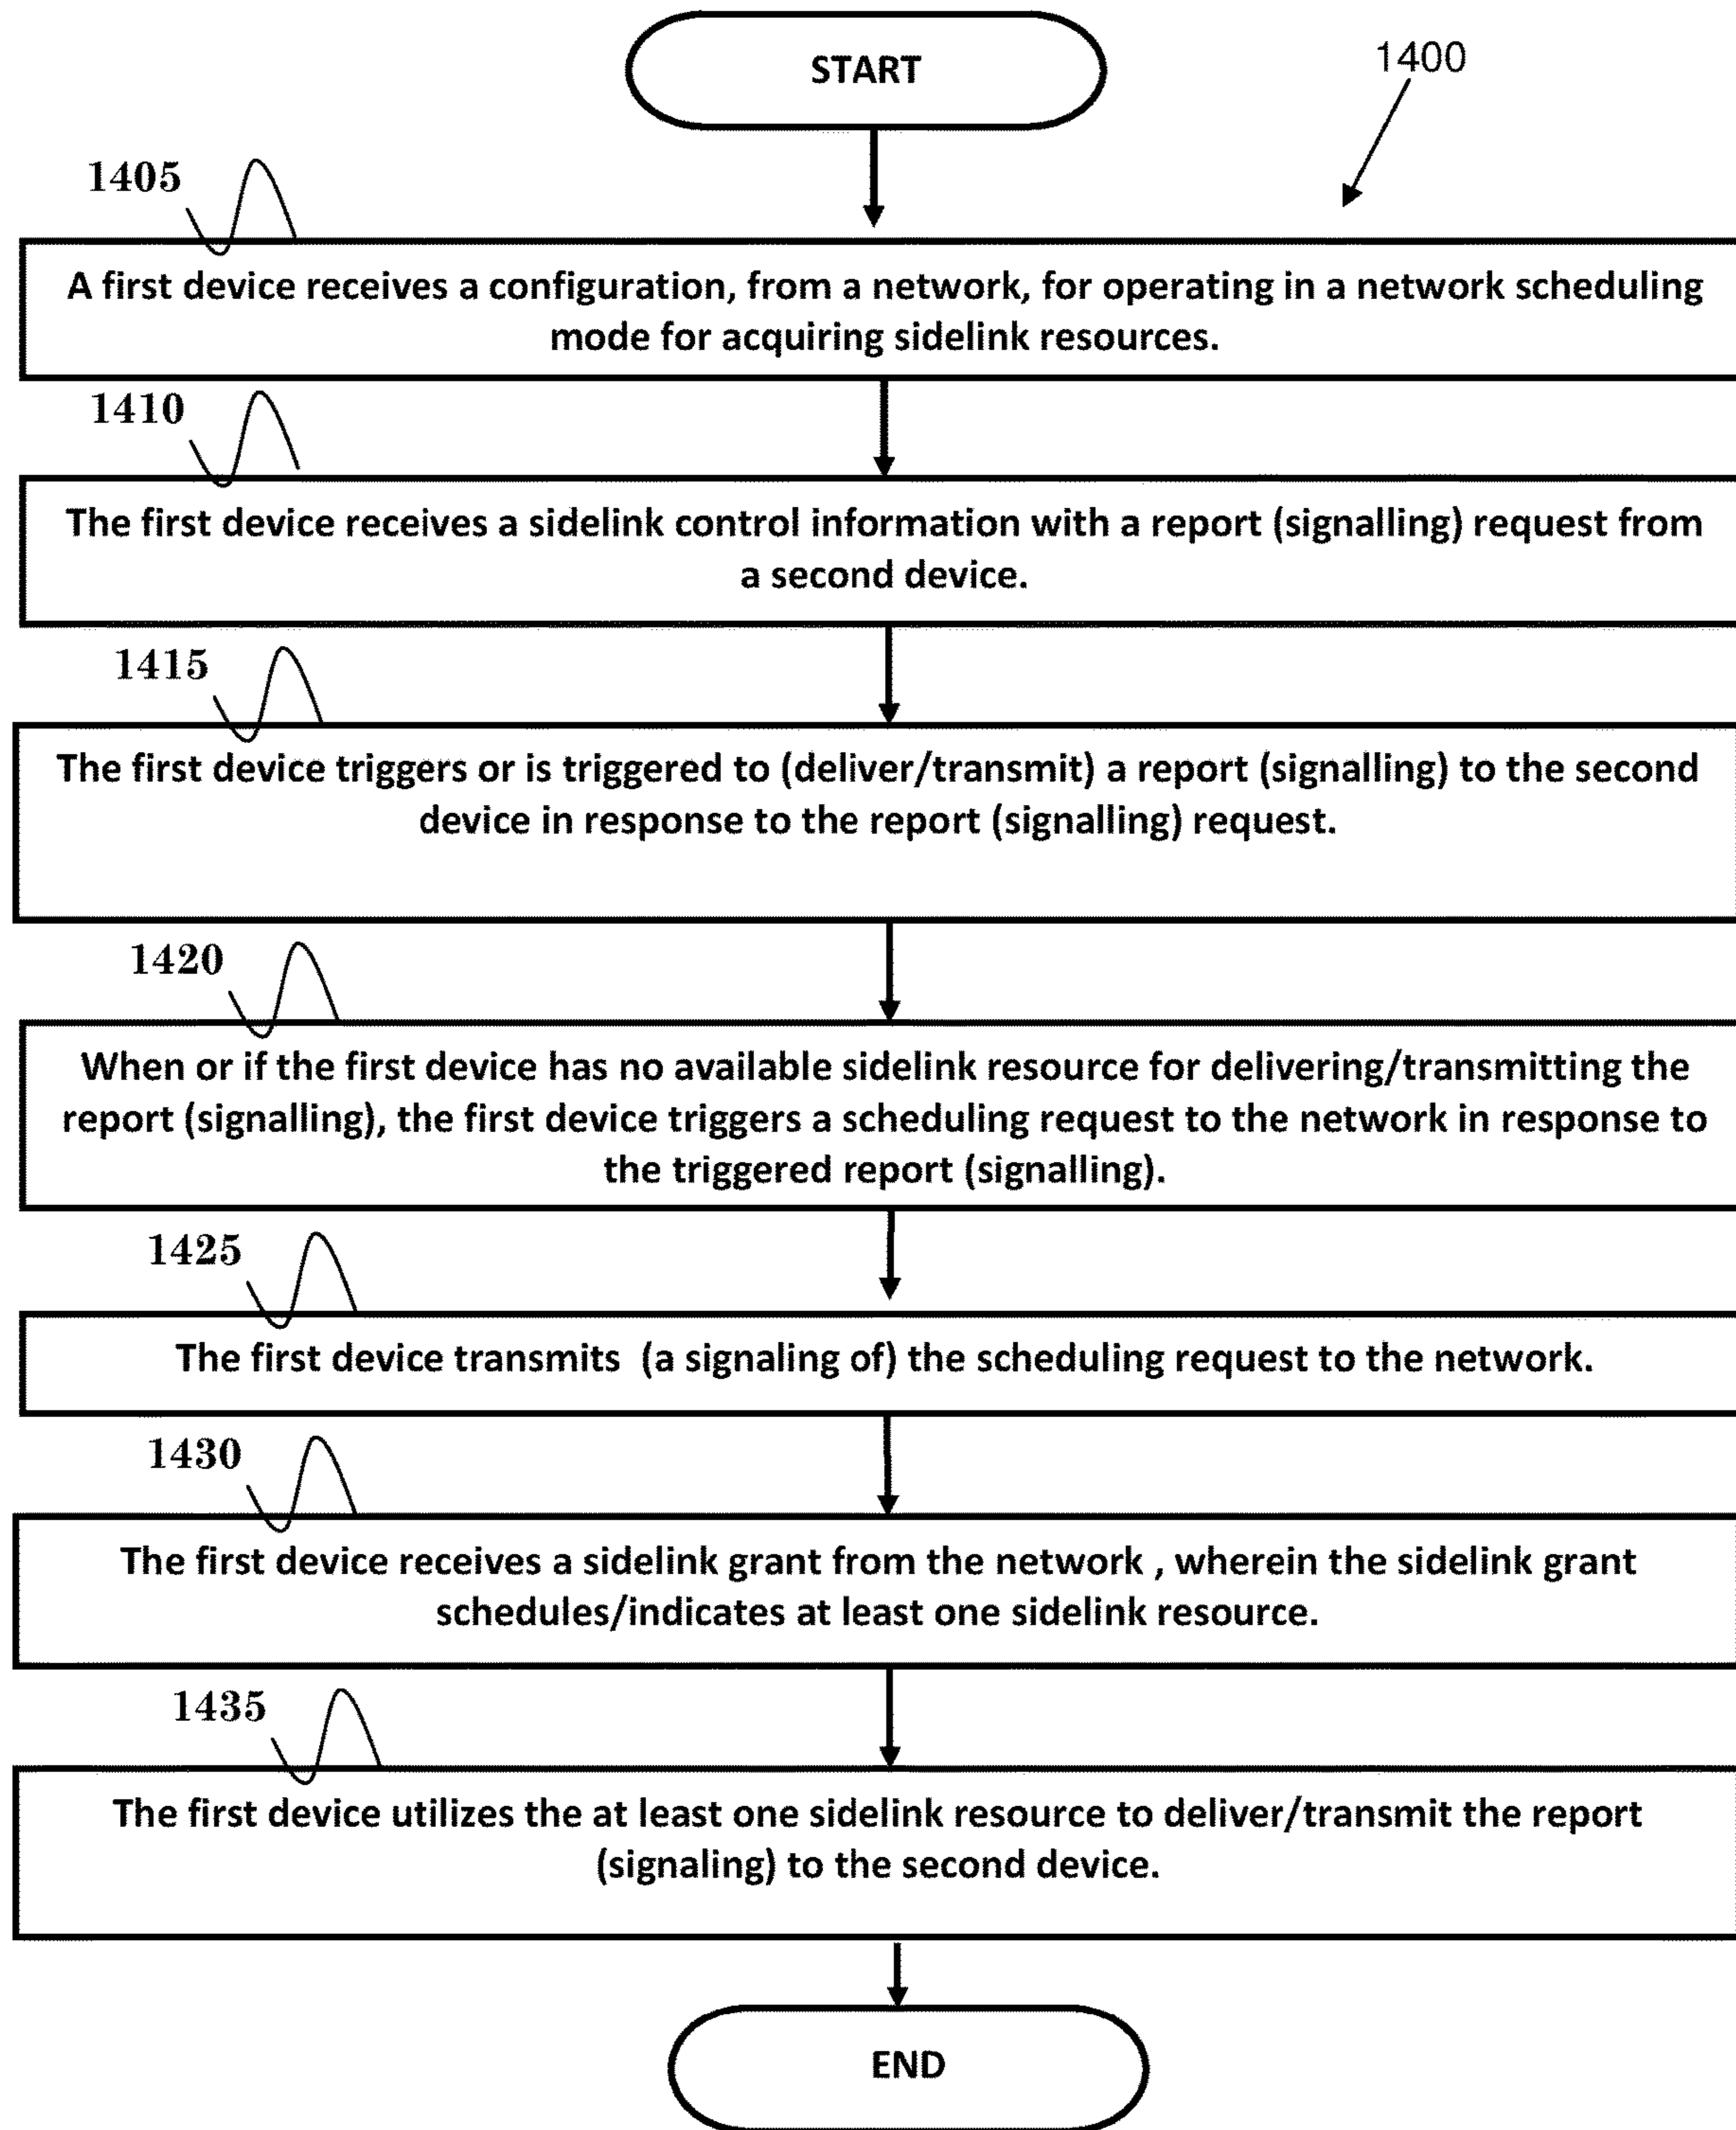 START
1400
1405
A first device receives a configuration, from a network, for operating in a network scheduling
mode for acquiring sidelink resources.
1410
The first device receives a sidelink control information with a report (signalling) request from
a second device.
1415
The first device triggers or is triggered to (deliver/transmit) a report (signalling) to the second
device in response to the report (signalling) request.
1420
When or if the first device has no available sidelink resource for delivering/transmitting the
report (signalling), the first device triggers a scheduling request to the network in response to
the triggered report (signalling).
1425
The first device transmits (a signaling of) the scheduling request to the network.
1430
The first device receives a sidelink grant from the network , wherein the sidelink grant
schedules/indicates at least one sidelink resource.
1435
The first device utilizes the at least one sidelink resource to deliver/transmit the report
(signaling) to the second device.
END